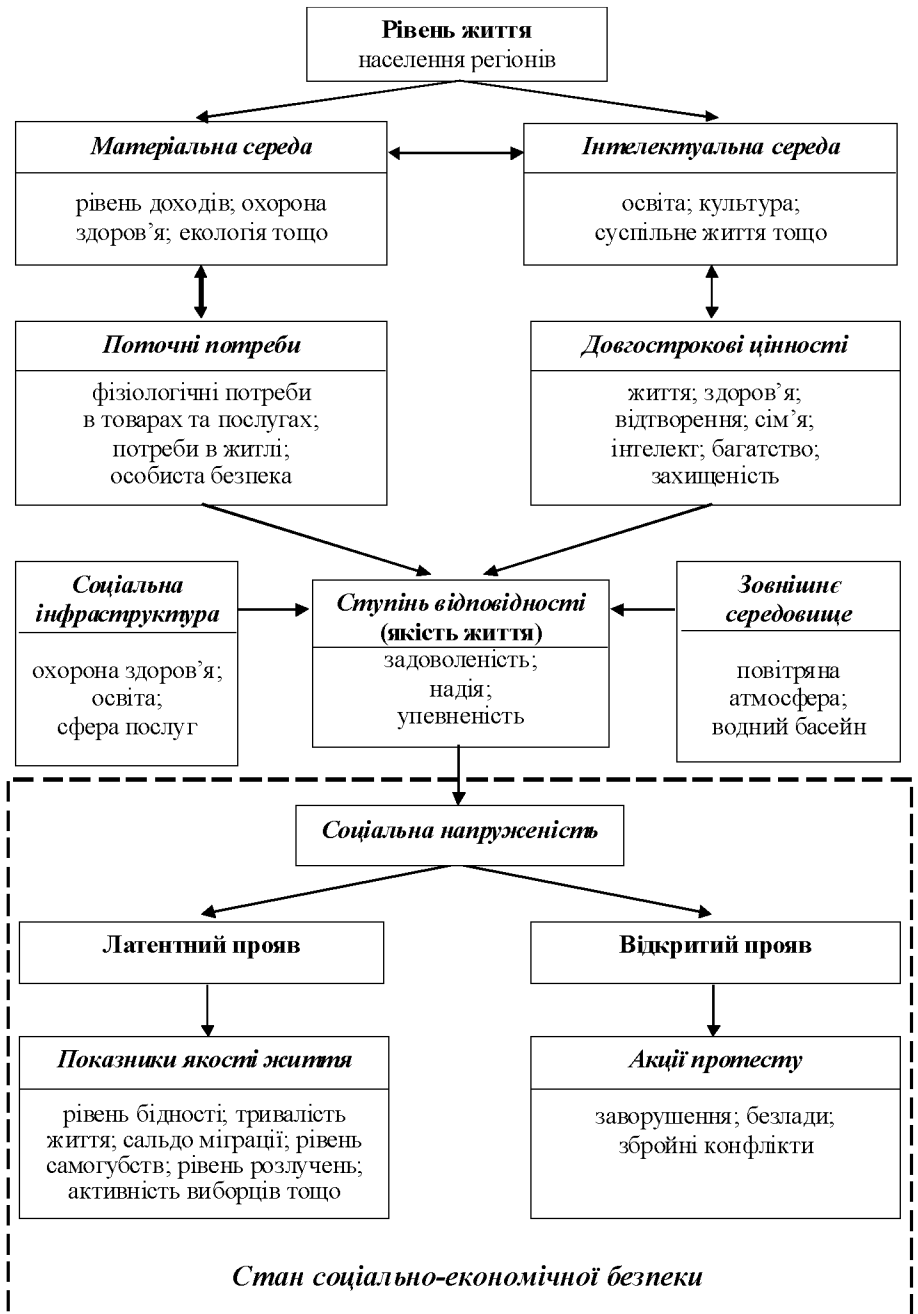 Рівень життя
населення регіонів
Матеріальна середа
рівень доходів; охорона
здоров’я; екологія тощо
Інтелектуальна середа
освіта; культура;
суспільне життя тощо
Поточні потреби
фізіологічні потреби
в товарах та послугах;
потреби в житлі;
особиста безпека
Довгострокові цінності
життя; здоров’я;
відтворення; сім’я;
інтелект; багатство;
захищеність
Соціальна
інфраструктура
охорона здоров’я;
освіта;
сфера послуг
Ступінь відповідності
(якість життя)
задоволеність;
надія;
упевненість
Зовнішнє
середовище
повітряна
атмосфера;
водний басейн
Соціальна напруженість
Латентний прояв
Відкритий прояв
Показники якості життя
рівень бідності; тривалість
життя; сальдо міграції; рівень
самогубств; рівень розлучень;
активність виборців тощо
Акції протесту
заворушення; безлади;
збройні конфлікти
Стан соціально-економічної безпеки